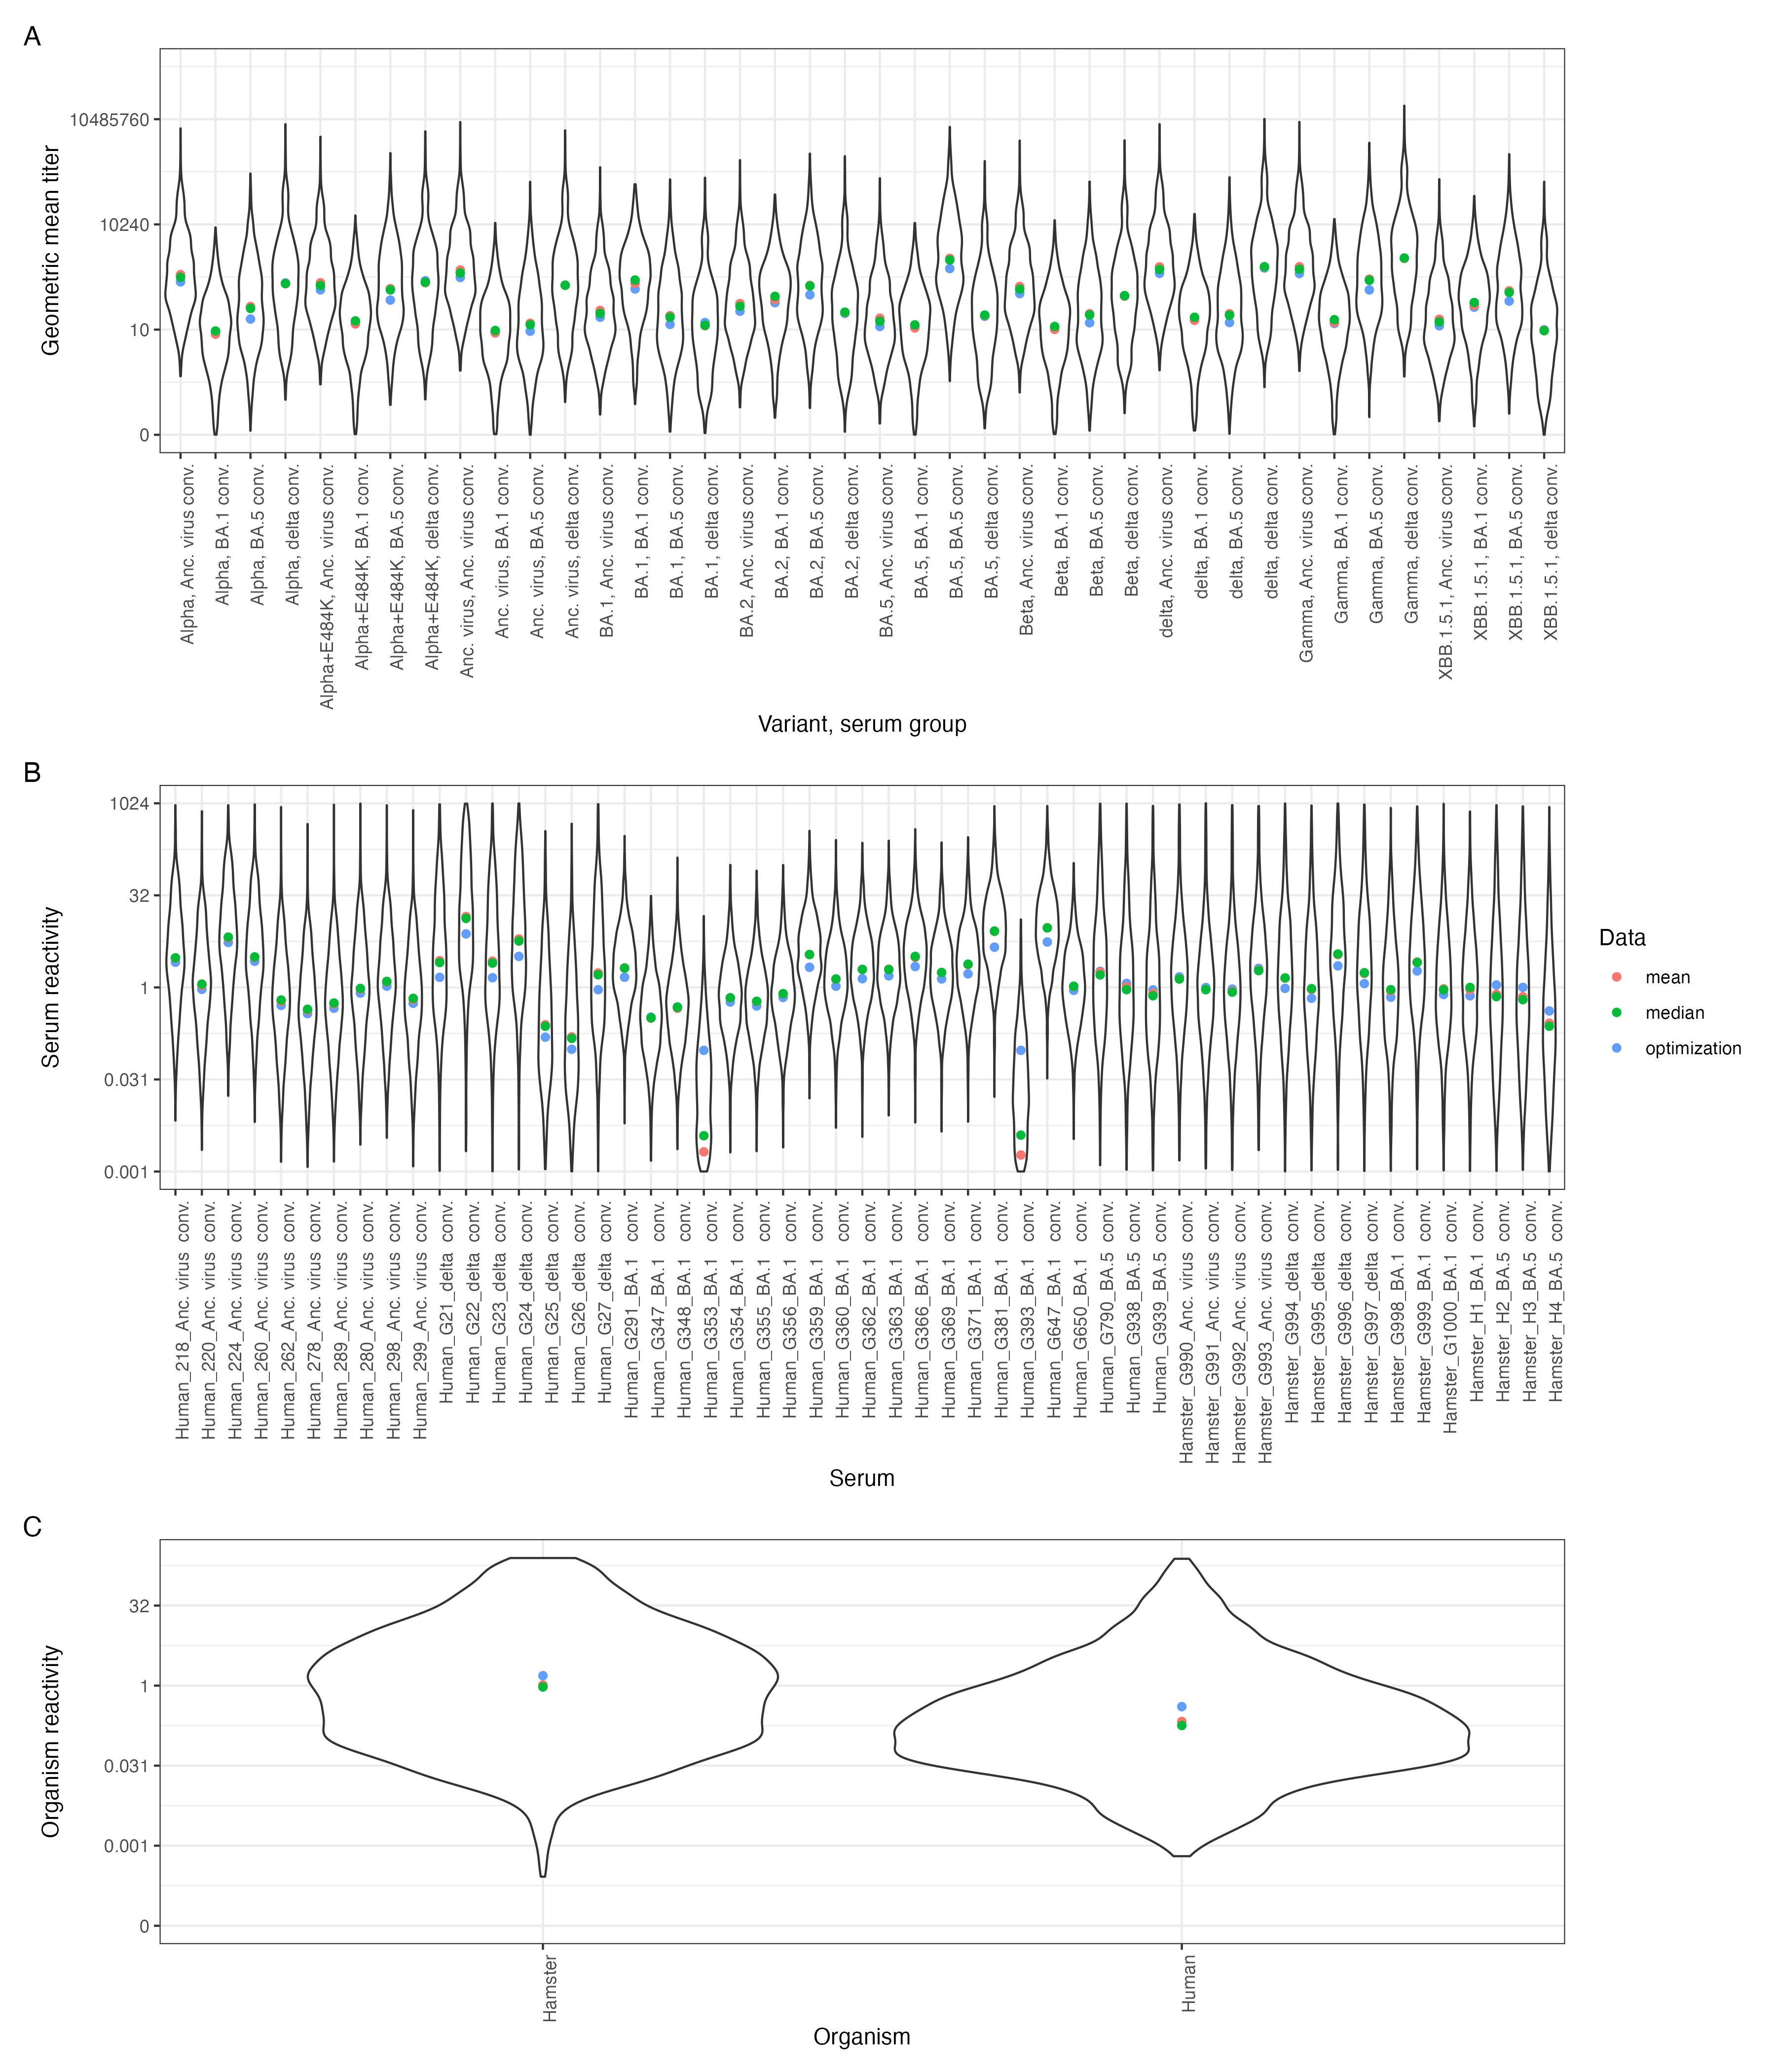 A
Geometric mean titer
10485760
10240
10
0
Alpha, Anc. virus conv.
Alpha, BA.1 conv.
Alpha, BA.5 conv.
Alpha, delta conv.
Alpha+E484K, Anc. virus conv.
Alpha+E484K, BA.1 conv.
Alpha+E484K, BA.5 conv.
Alpha+E484K, delta conv.
Anc. virus, Anc. virus conv.
Anc. virus, BA.1 conv.
Anc. virus, BA.5 conv.
Anc. virus, delta conv.
BA.1, Anc. virus conv.
BA.1, BA.1 conv.
BA.1, BA.5 conv.
BA.1, delta conv.
BA.2, Anc. virus conv.
BA.2, BA.1 conv.
BA.2, BA.5 conv.
BA.2, delta conv.
BA.5, Anc. virus conv.
BA.5, BA.1 conv.
BA.5, BA.5 conv.
BA.5, delta conv.
Beta, Anc. virus conv.
Beta, BA.1 conv.
Beta, BA.5 conv.
Beta, delta conv.
delta, Anc. virus conv.
delta, BA.1 conv.
delta, BA.5 conv.
delta, delta conv.
Gamma, Anc. virus conv.
Gamma, BA.1 conv.
Gamma, BA.5 conv.
Gamma, delta conv.
XBB.1.5.1, Anc. virus conv.
XBB.1.5.1, BA.1 conv.
XBB.1.5.1, BA.5 conv.
XBB.1.5.1, delta conv.
Variant, serum group
B
Serum reactivity
1024
32
1
0.031
0.001
Human_218_Anc. virus conv.
Human_220_Anc. virus conv.
Human_224_Anc. virus conv.
Human_260_Anc. virus conv.
Human_262_Anc. virus conv.
Human_278_Anc. virus conv.
Human_289_Anc. virus conv.
Human_280_Anc. virus conv.
Human_298_Anc. virus conv.
Human_299_Anc. virus conv.
Human_G21_delta conv.
Human_G22_delta conv.
Human_G23_delta conv.
Human_G24_delta conv.
Human_G25_delta conv.
Human_G26_delta conv.
Human_G27_delta conv.
Human_G291_BA.1 conv.
Human_G347_BA.1 conv.
Human_G348_BA.1 conv.
Human_G353_BA.1 conv.
Human_G354_BA.1 conv.
Human_G355_BA.1 conv.
Human_G356_BA.1 conv.
Human_G359_BA.1 conv.
Human_G360_BA.1 conv.
Human_G362_BA.1 conv.
Human_G363_BA.1 conv.
Human_G366_BA.1 conv.
Human_G369_BA.1 conv.
Human_G371_BA.1 conv.
Human_G381_BA.1 conv.
Human_G393_BA.1 conv.
Human_G647_BA.1 conv.
Human_G650_BA.1 conv.
Human_G790_BA.5 conv.
Human_G938_BA.5 conv.
Human_G939_BA.5 conv.
Hamster_G990_Anc. virus conv.
Hamster_G991_Anc. virus conv.
Hamster_G992_Anc. virus conv.
Hamster_G993_Anc. virus conv.
Hamster_G994_delta conv.
Hamster_G995_delta conv.
Hamster_G996_delta conv.
Hamster_G997_delta conv.
Hamster_G998_BA.1 conv.
Hamster_G999_BA.1 conv.
Hamster_G1000_BA.1 conv.
Hamster_H1_BA.1 conv.
Hamster_H2_BA.5 conv.
Hamster_H3_BA.5 conv.
Hamster_H4_BA.5 conv.
Serum
Data
mean
median
optimization
C
Organism reactivity
32
1
0.031
0.001
0
Hamster
Human
Organism